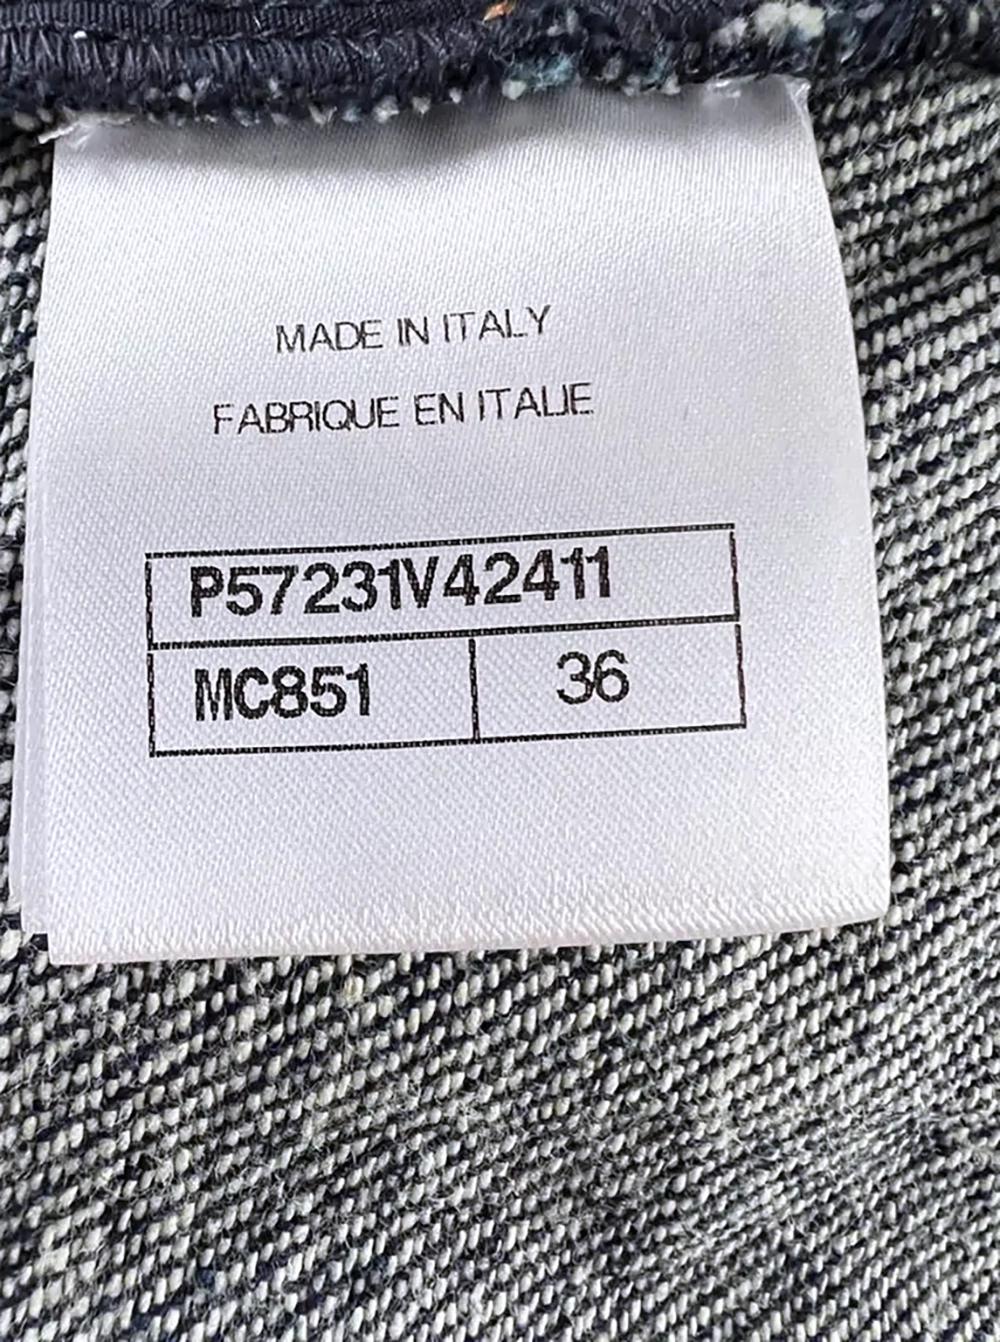 MADE IN ITALY
FABRIQUE EN ITALIE
P57231V42411
MC851 36